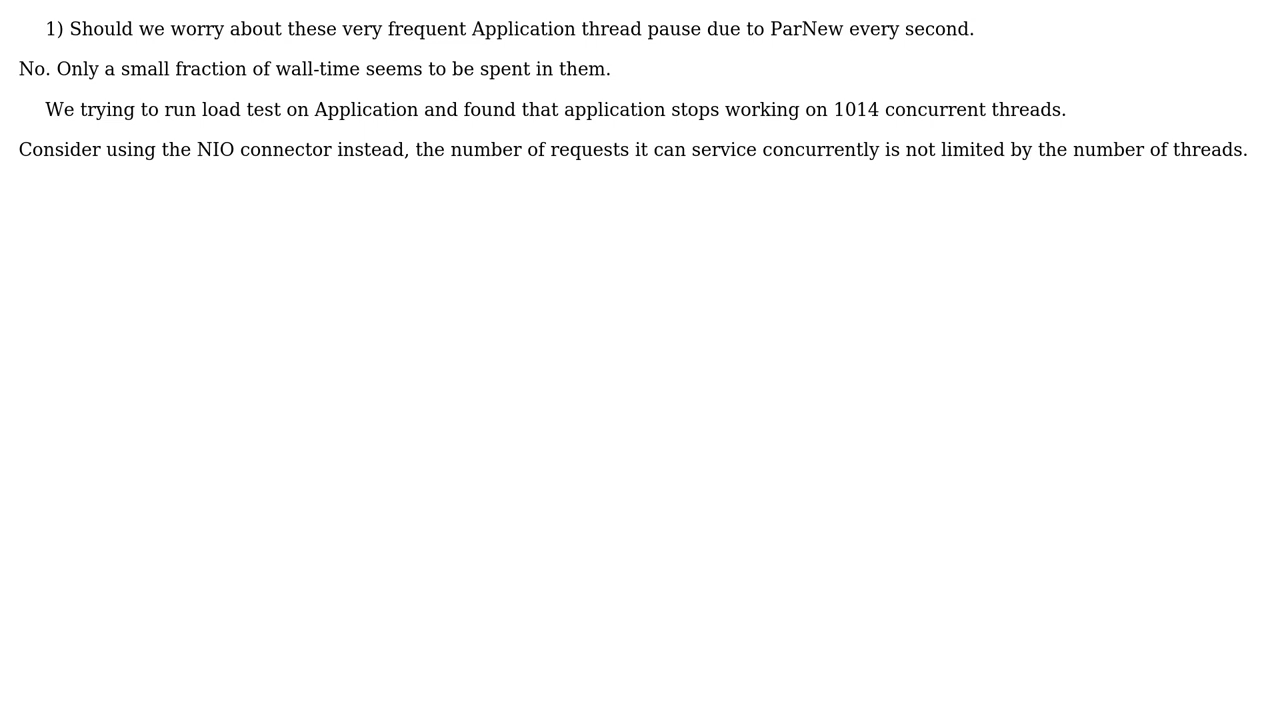 1) Should we worry about these very frequent Application thread pause due to ParNew every second.
No. Only a small fraction of wall-time seems to be spent in them.
We trying to run load test on Application and found that application stops working on 1014 concurrent threads.
Consider using the NIO connector instead, the number of requests it can service concurrently is not limited by the number of threads.